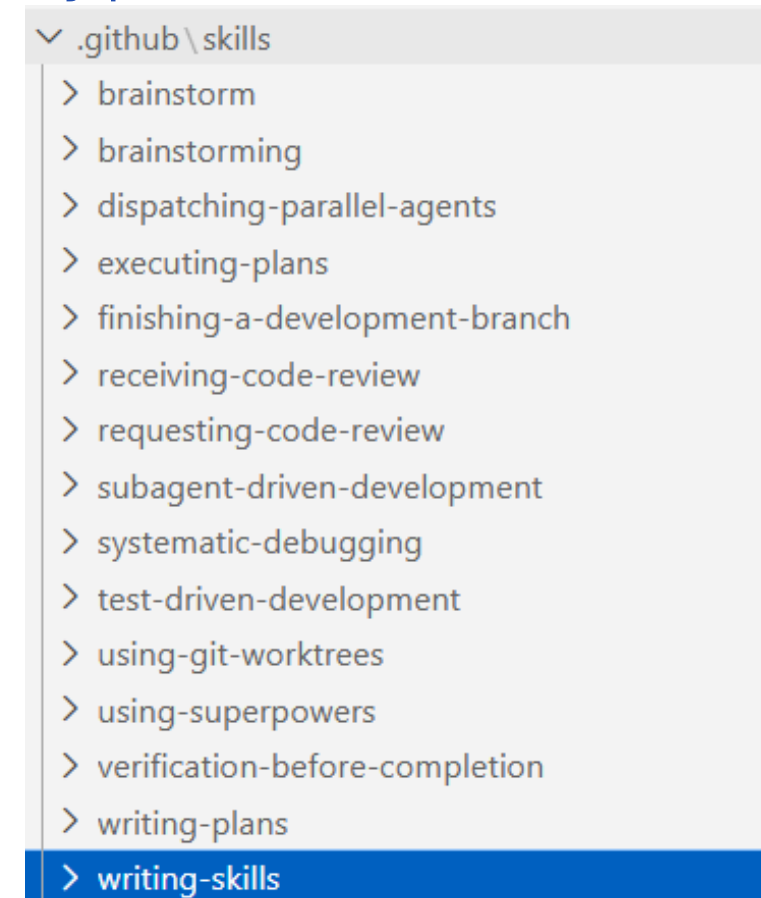 .github\skills
brainstorm
brainstorming
dispatching-parallel-agents
executing-plans
finishing-a-development-branch
receiving-code-review
requesting-code-review
subagent-driven-development
systematic-debugging
test-driven-development
using-git-worktrees
using-superpowers
verification-before-completion
writing-plans
writing-skills